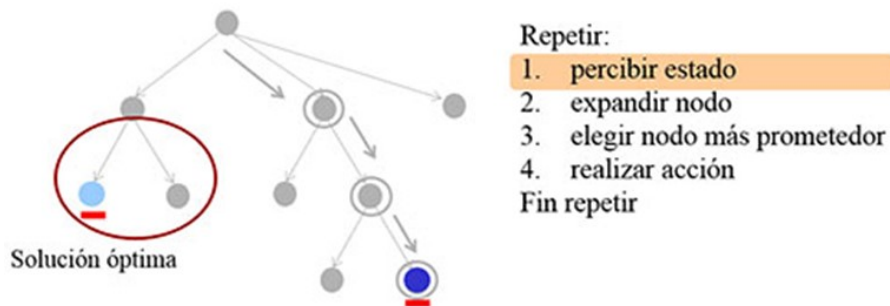 Repetir:
1. percibir estado
2. expandir nodo
3. elegir nodo más prometedor
4. realizar acción
Fin repetir
Solución óptima